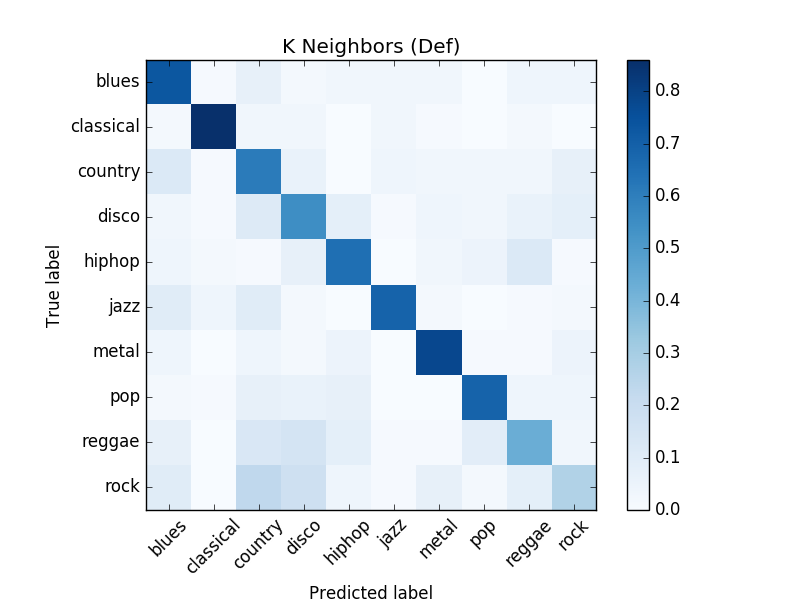 K Neighbors (Def)
True label
blues
classical
country
disco
hiphop
jazz
metal
pop
reggae
rock
blues
classical
country
disco
hiphop
jazz
metal
pop
reggae
rock
Predicted label
0.8
0.7
0.6
0.5
0.4
0.3
0.2
0.1
0.0